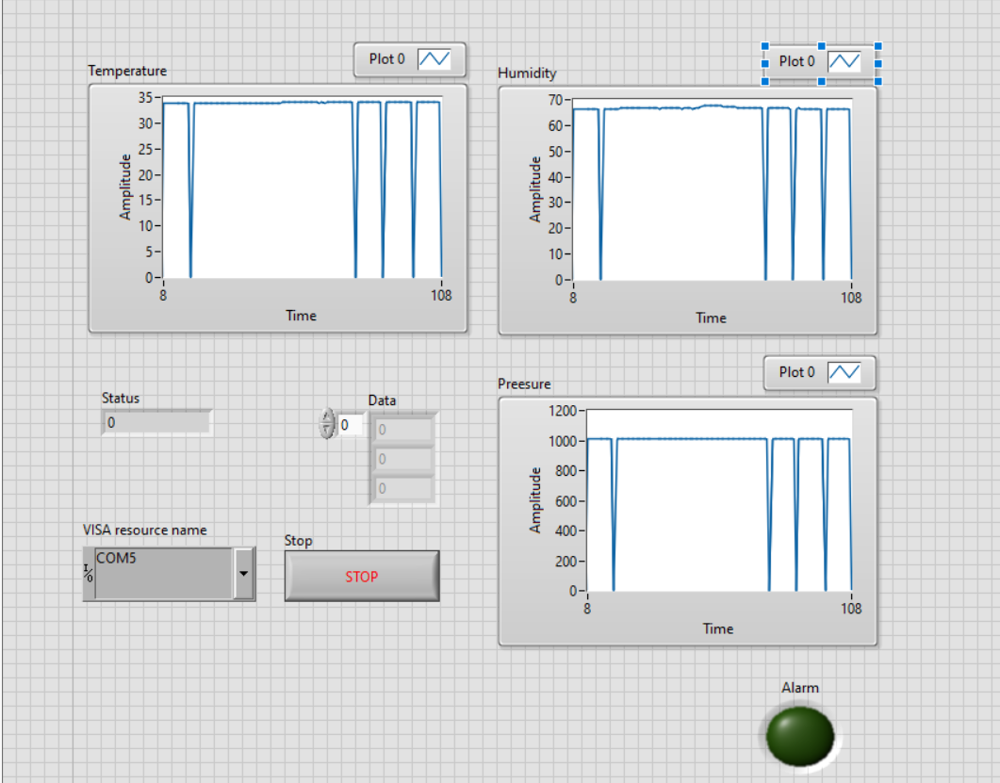 Temperature
Plot 0
35
30
25
20
15
10
5
0
Amplitude
8
108
Time
Humidity
Plot 0
70
60
50
40
30
20
10
0
Amplitude
8
108
Time
Status
0
Data
0
0
0
0
VISA resource name
I/O
COM5
Stop
STOP
Preesure
Plot 0
1200
1000
800
600
400
200
0
Amplitude
8
108
Time
Alarm